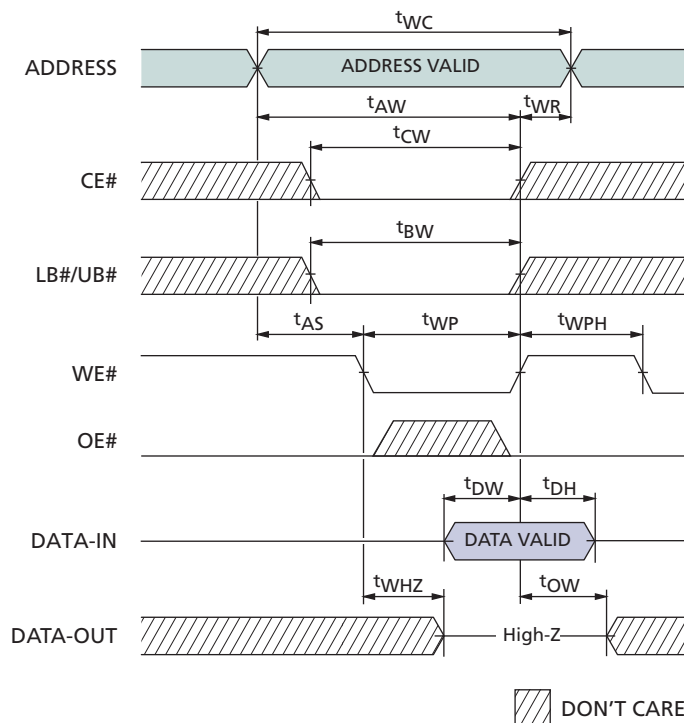 tWC
ADDRESS
ADDRESS VALID
tAW
tWR
tCW
CE#
tBW
LB#/UB#
tAS
tWP
tWPH
WE#
OE#
tDW
tDH
DATA-IN
DATA VALID
tWHZ
tOW
DATA-OUT
High-Z
DON'T CARE